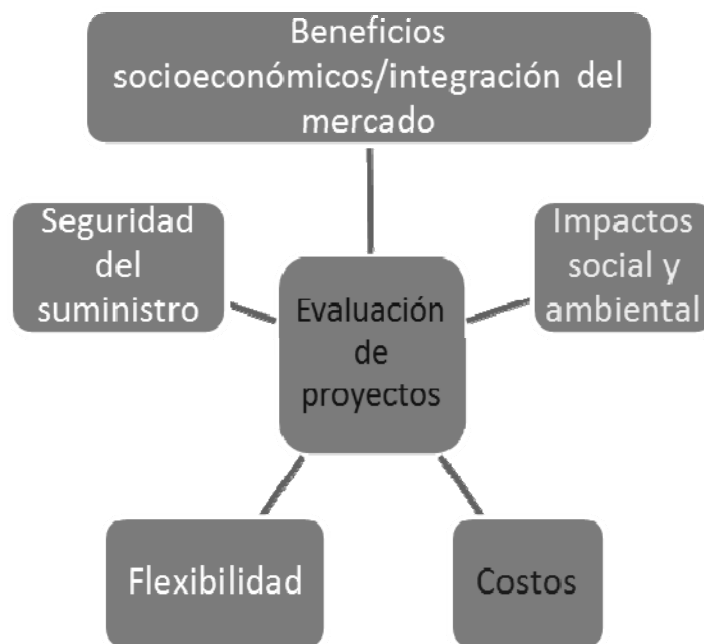 Beneficios
socioeconómicos/integración del
mercado
Seguridad
del
suministro
Impactos
social y
ambiental
Evaluación
de
proyectos
Flexibilidad
Costos